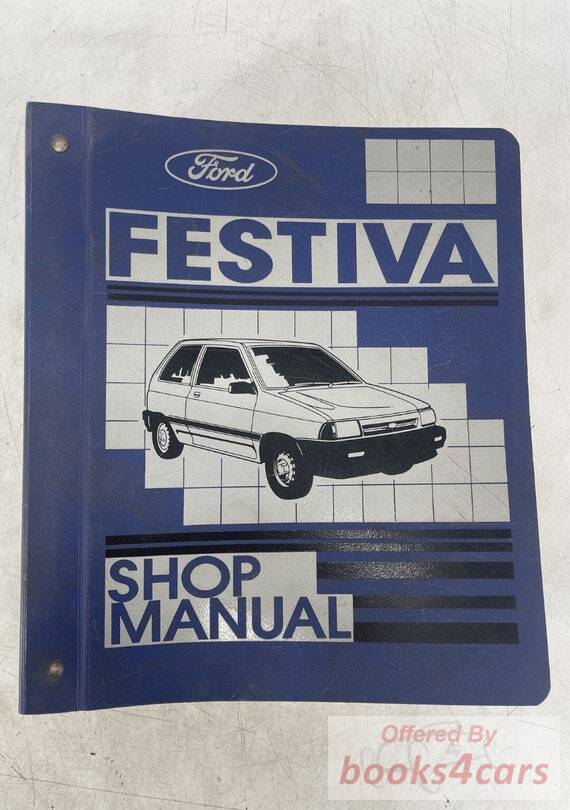 Ford
FESTIVA
SHOP
MANUAL
Offered By
books4cars